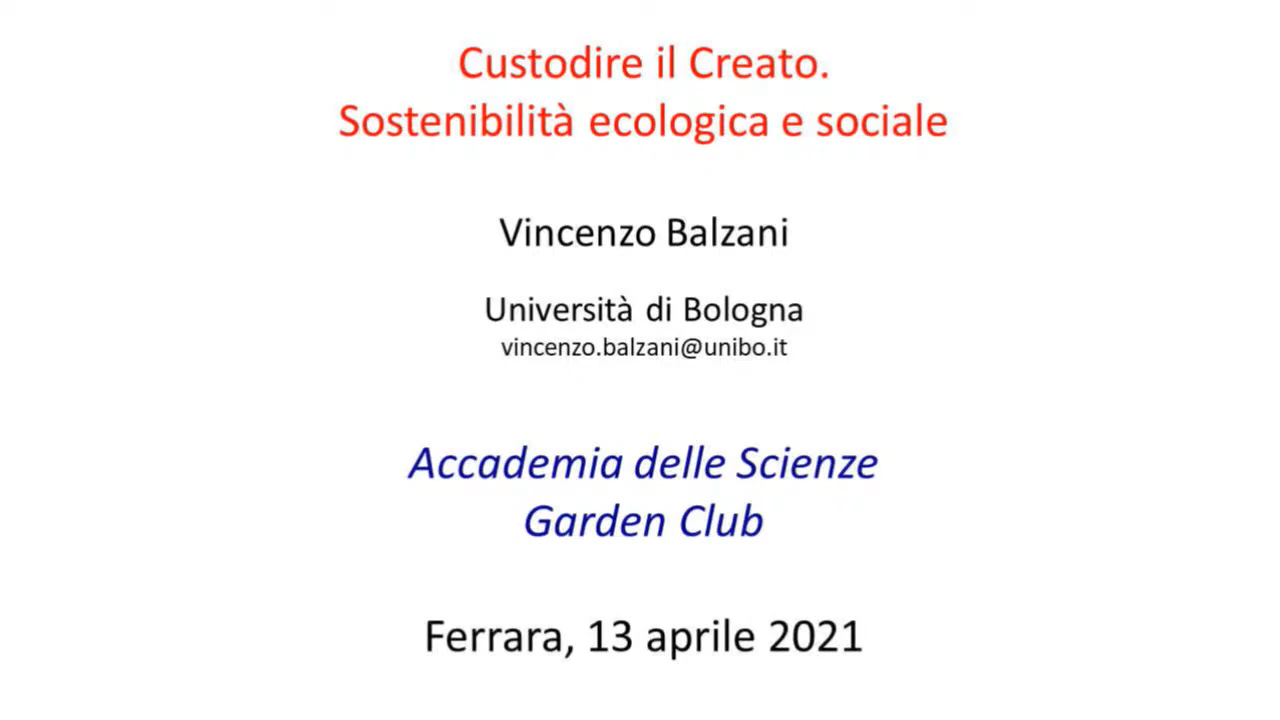 Custodire il Creato.
Sostenibilità ecologica e sociale
Vincenzo Balzani
Università di Bologna
vincenzo.balzani@unibo.it
Accademia delle Scienze
Garden Club
Ferrara, 13 aprile 2021